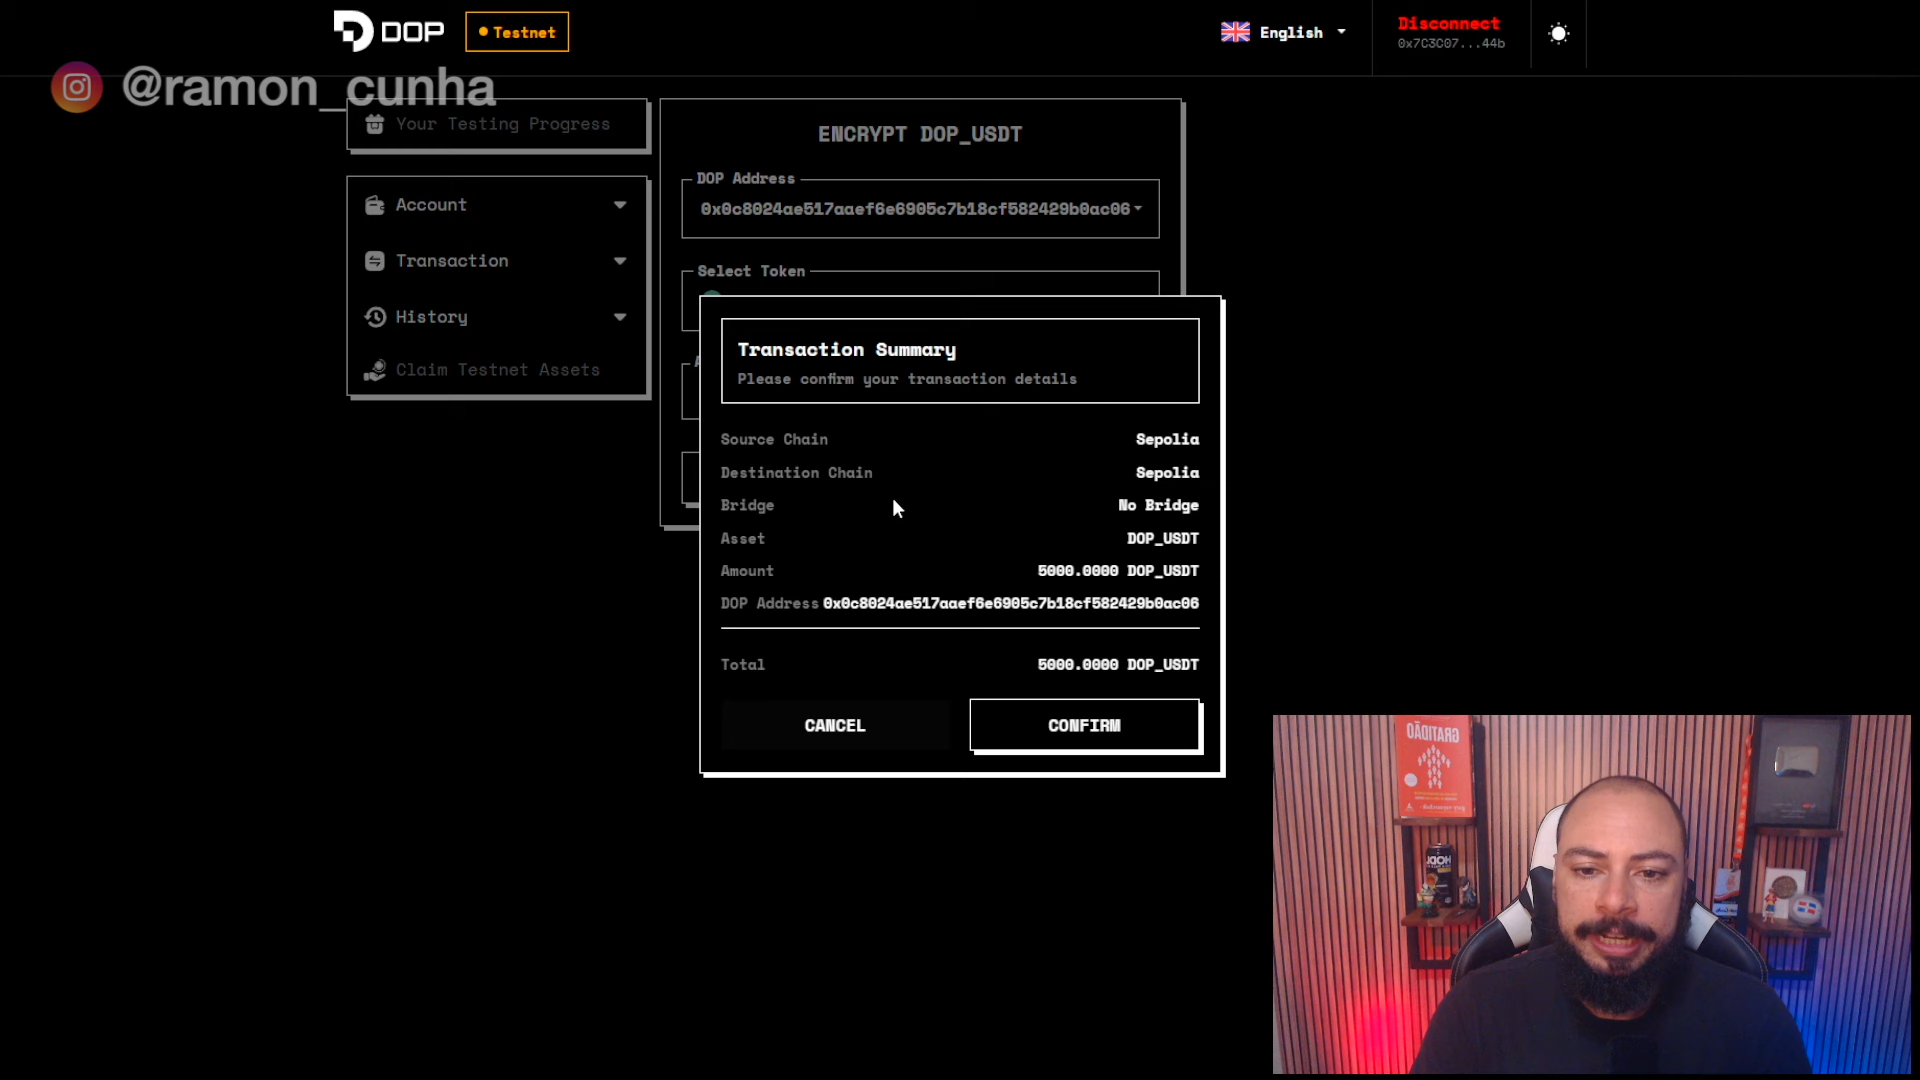 DOP
Testnet
English
Disconnect
0x7C3C07...44b
@ramon_cunha
Your Testing Progress
Account
Transaction
History
Claim Testnet Assets
ENCRYPT DOP_USDT
DOP Address
0x0c8024ae517aaef6e6905c7b18cf582429b0ac06
Select Token
Transaction Summary
Please confirm your transaction details
Source Chain Sepolia
Destination Chain Sepolia
Bridge No Bridge
Asset DOP_USDT
Amount 5000.0000 DOP_USDT
DOP Address 0x0c8024ae517aaef6e6905c7b18cf582429b0ac06
Total 5000.0000 DOP_USDT
CANCEL CONFIRM
GRATIDÃO
HODL